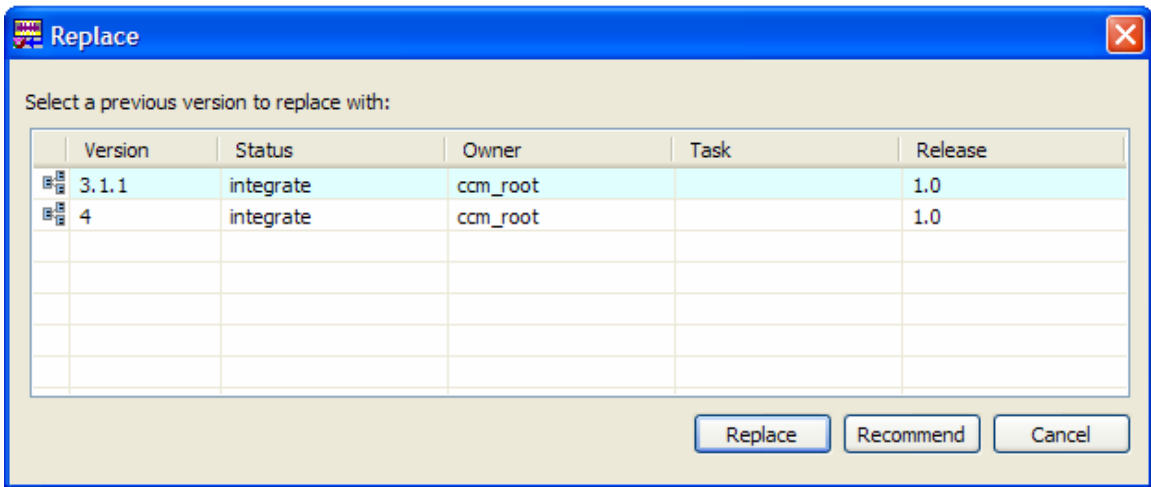 Replace
Select a previous version to replace with:
Version Status Owner Task Release
3.1.1 integrate ccm_root 1.0
4 integrate ccm_root 1.0
Replace Recommend Cancel